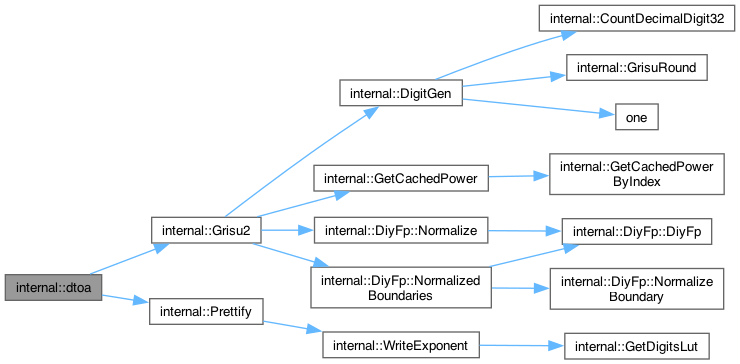 internal::CountDecimalDigit32
internal::GrisuRound
internal::DigitGen
one
internal::GetCachedPower
internal::GetCachedPower
ByIndex
internal::Grisu2
internal::DiyFp::Normalize
internal::DiyFp::DiyFp
internal::dtoa
internal::DiyFp::Normalized
Boundaries
internal::DiyFp::Normalize
Boundary
internal::Prettify
internal::WriteExponent
internal::GetDigitsLut